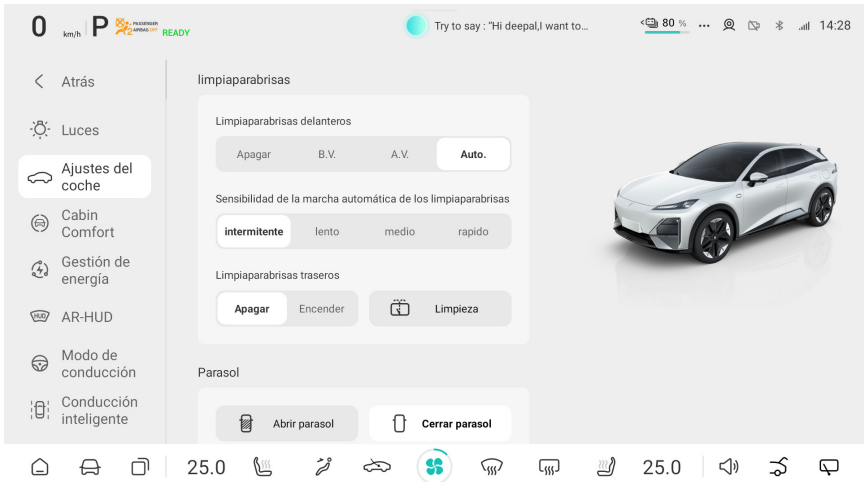 0 km/h P PASSENGER AIRBAG OFF 2 READY
Try to say : "Hi deepal,I want to...
80 % ... 14:28
Atrás
Luces
Ajustes del
coche
Cabin
Comfort
Gestión de
energía
HUD AR-HUD
Modo de
conducción
Conducción
inteligente
limpiaparabrisas
Limpiaparabrisas delanteros
Apagar B.V. A.V. Auto.
Sensibilidad de la marcha automática de los limpiaparabrisas
intermitente lento medio rapido
Limpiaparabrisas traseros
Apagar Encender Limpieza
Parasol
Abrir parasol Cerrar parasol
25.0 25.0